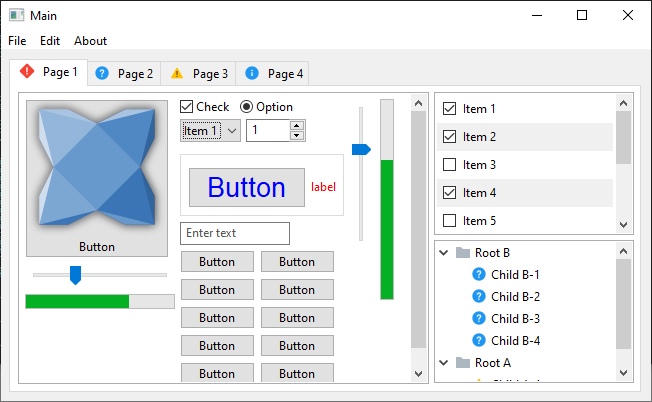 Main
File Edit About
Page 1 Page 2 Page 3 Page 4
Button
Check Option
Item 1 1
Button label
Enter text
Button Button
Button Button
Button Button
Button Button
Button Button
Item 1
Item 2
Item 3
Item 4
Item 5
Root B
Child B-1
Child B-2
Child B-3
Child B-4
Root A